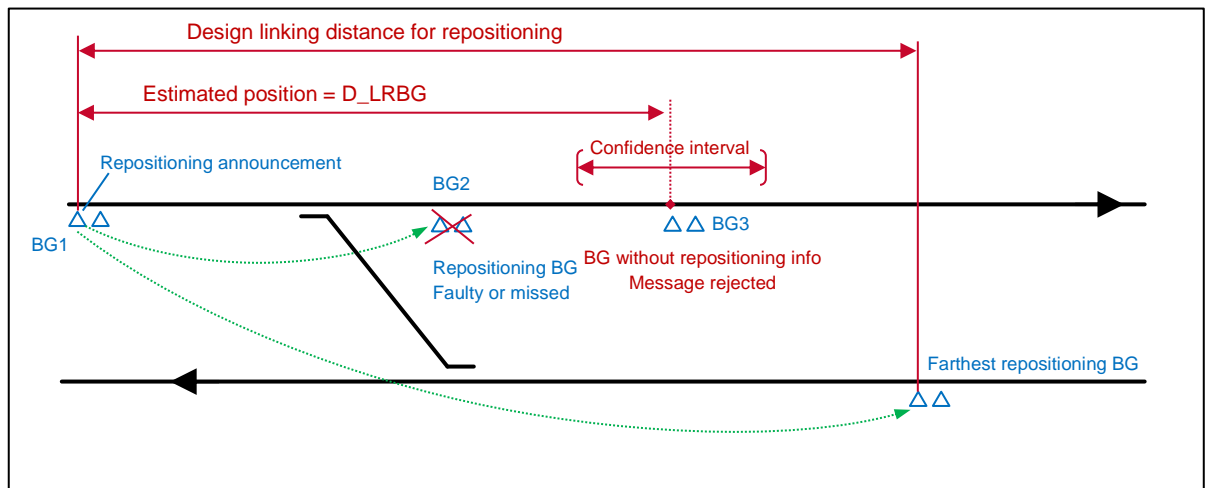 Design linking distance for repositioning
Estimated position = D_LRBG
Confidence interval
Repositioning announcement
BG2
BG1
BG3
Repositioning BG
Faulty or missed
BG without repositioning info
Message rejected
Farthest repositioning BG